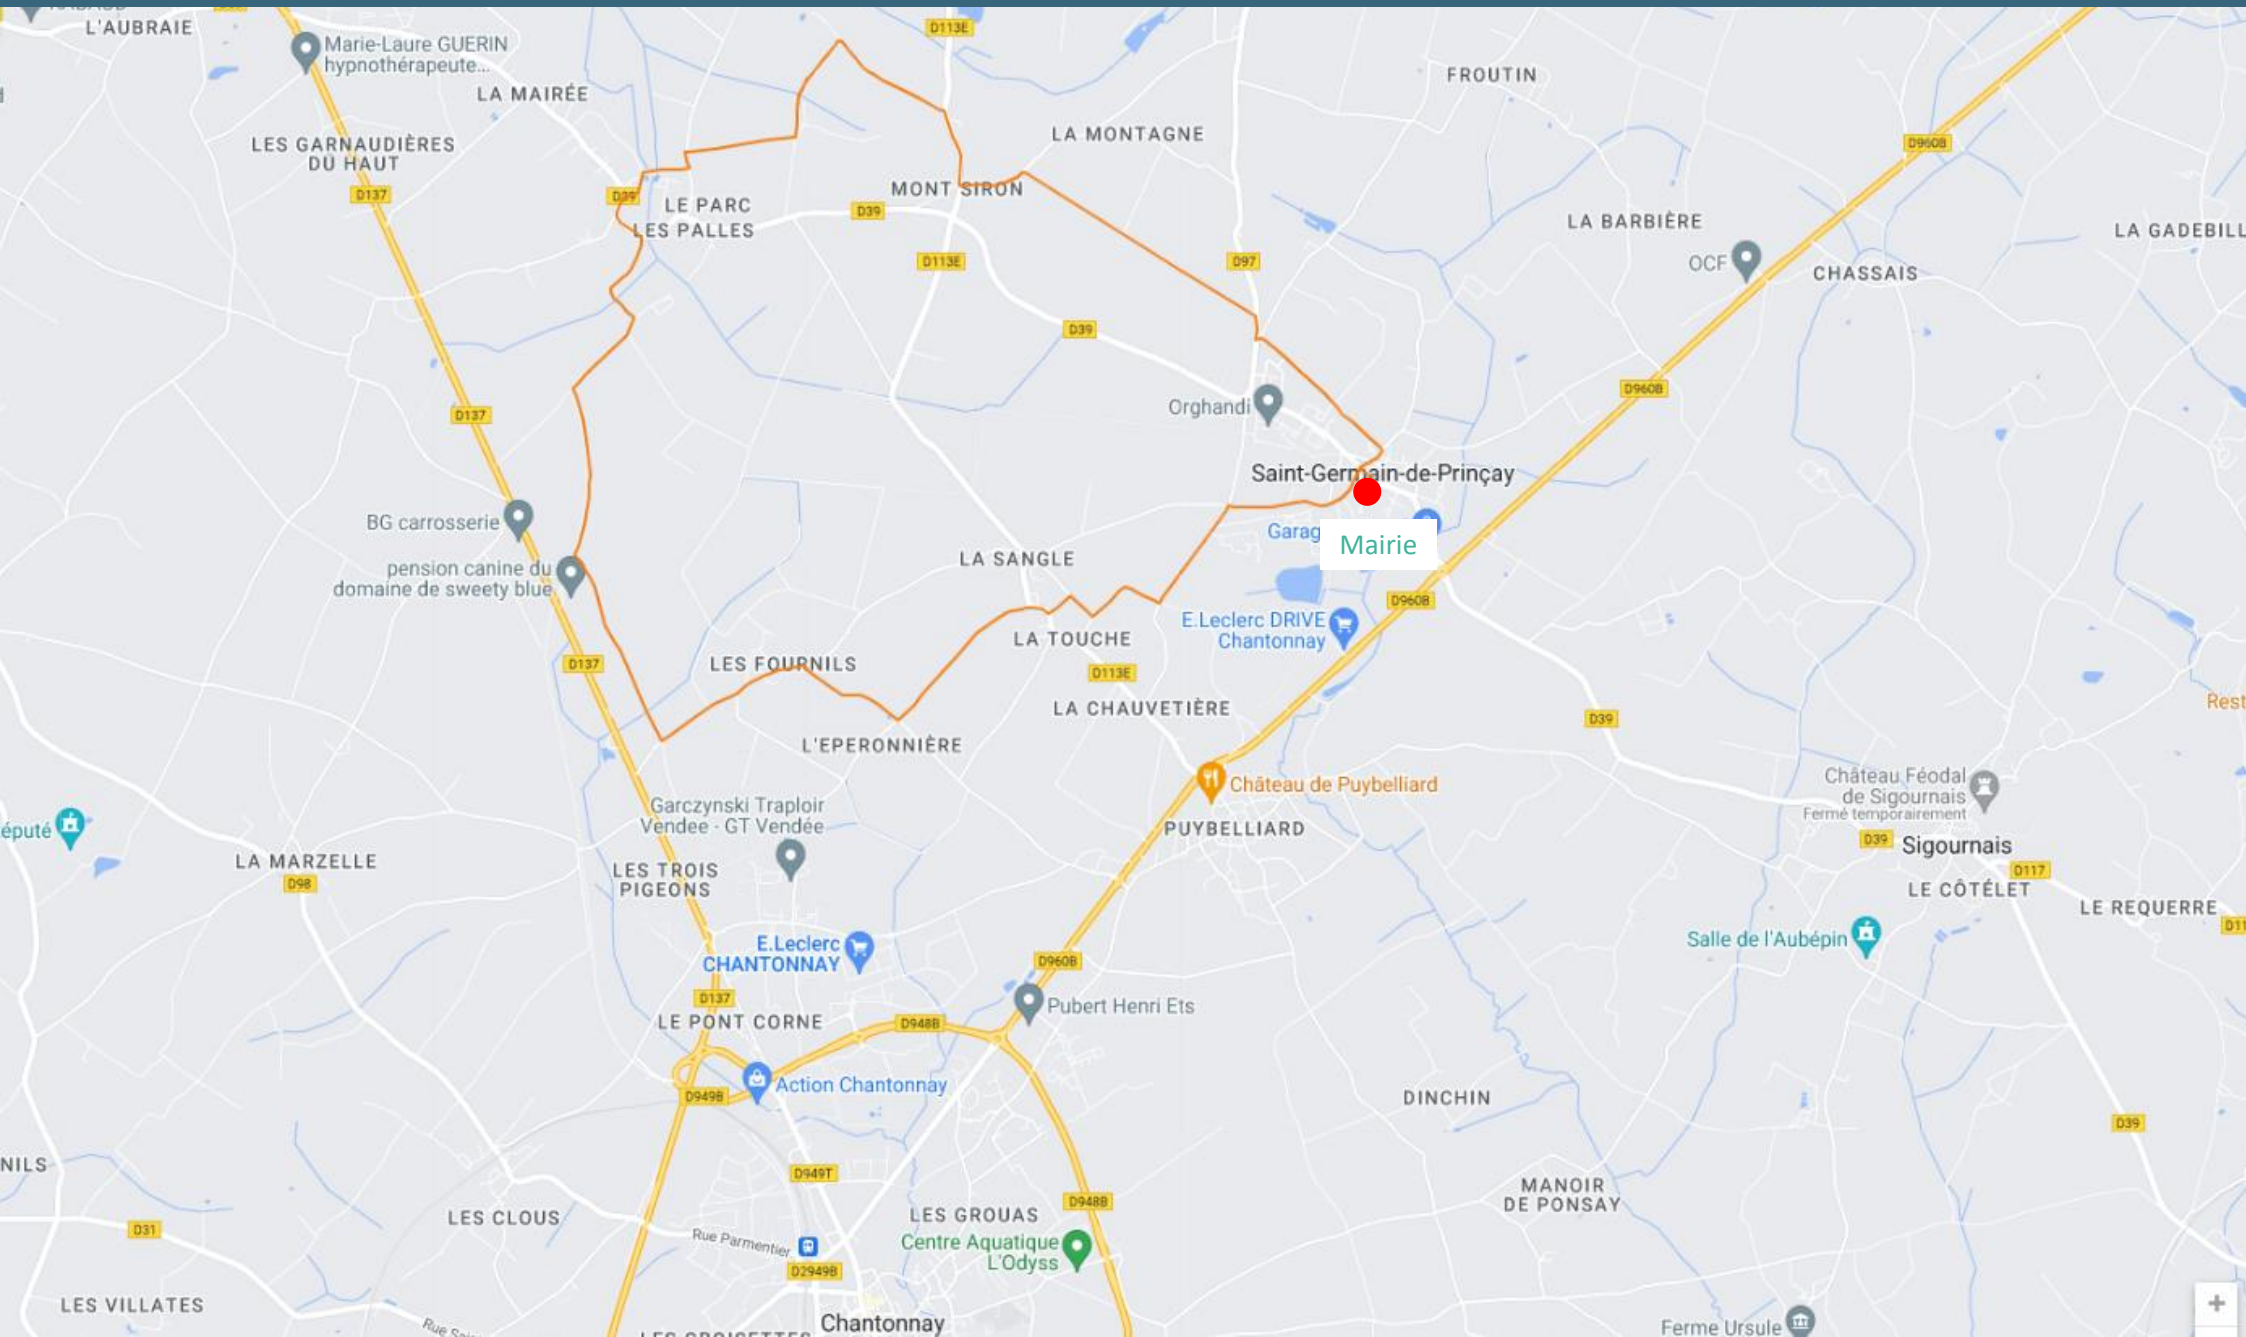 L'AUBRAIE
D113E
Marie-Laure GUERIN
hypnothérapeute...
FROUTIN
LA MAIRÉE
LA MONTAGNE
D960B
LES GARNAUDIÈRES
DU HAUT
D137
D39
LE PARC
LES PALLES
D39
MONT SIRON
LA BARBIÈRE
LA GADEBILL
D113E
D97
OCF
CHASSAIS
D39
D960B
D137
Orghandi
Saint-Germain-de-Prinçay
BG carrosserie
Garag
Mairie
LA SANGLE
pension canine du
domaine de sweety blue
D960B
E.Leclerc DRIVE
Chantonnay
LA TOUCHE
D137
LES FOURNILS
D113E
Rest
LA CHAUVETIÈRE
D39
L'EPERONNIÈRE
Château de Puybelliard
Château Féodal
de Sigournais
Fermé temporairement
Garczynski Traploir
Vendee - GT Vendée
éputé
PUYBELLIARD
D39
Sigournais
LA MARZELLE
D98
LES TROIS
PIGEONS
D117
LE CÔTÉLET
LE REQUERRE
D11
E.Leclerc
CHANTONNAY
D960B
Salle de l'Aubépin
D137
Pubert Henri Ets
LE PONT CORNE
D948B
Action Chantonnay
D949B
DINCHIN
D39
NILS
D949T
MANOIR
DE PONSAY
D948B
LES CLOUS
LES GROUAS
D31
Rue Parmentier
Centre Aquatique
L'Odyss
D2949B
LES VILLATES
+
Rue
Chantonnay
Ferme Ursule